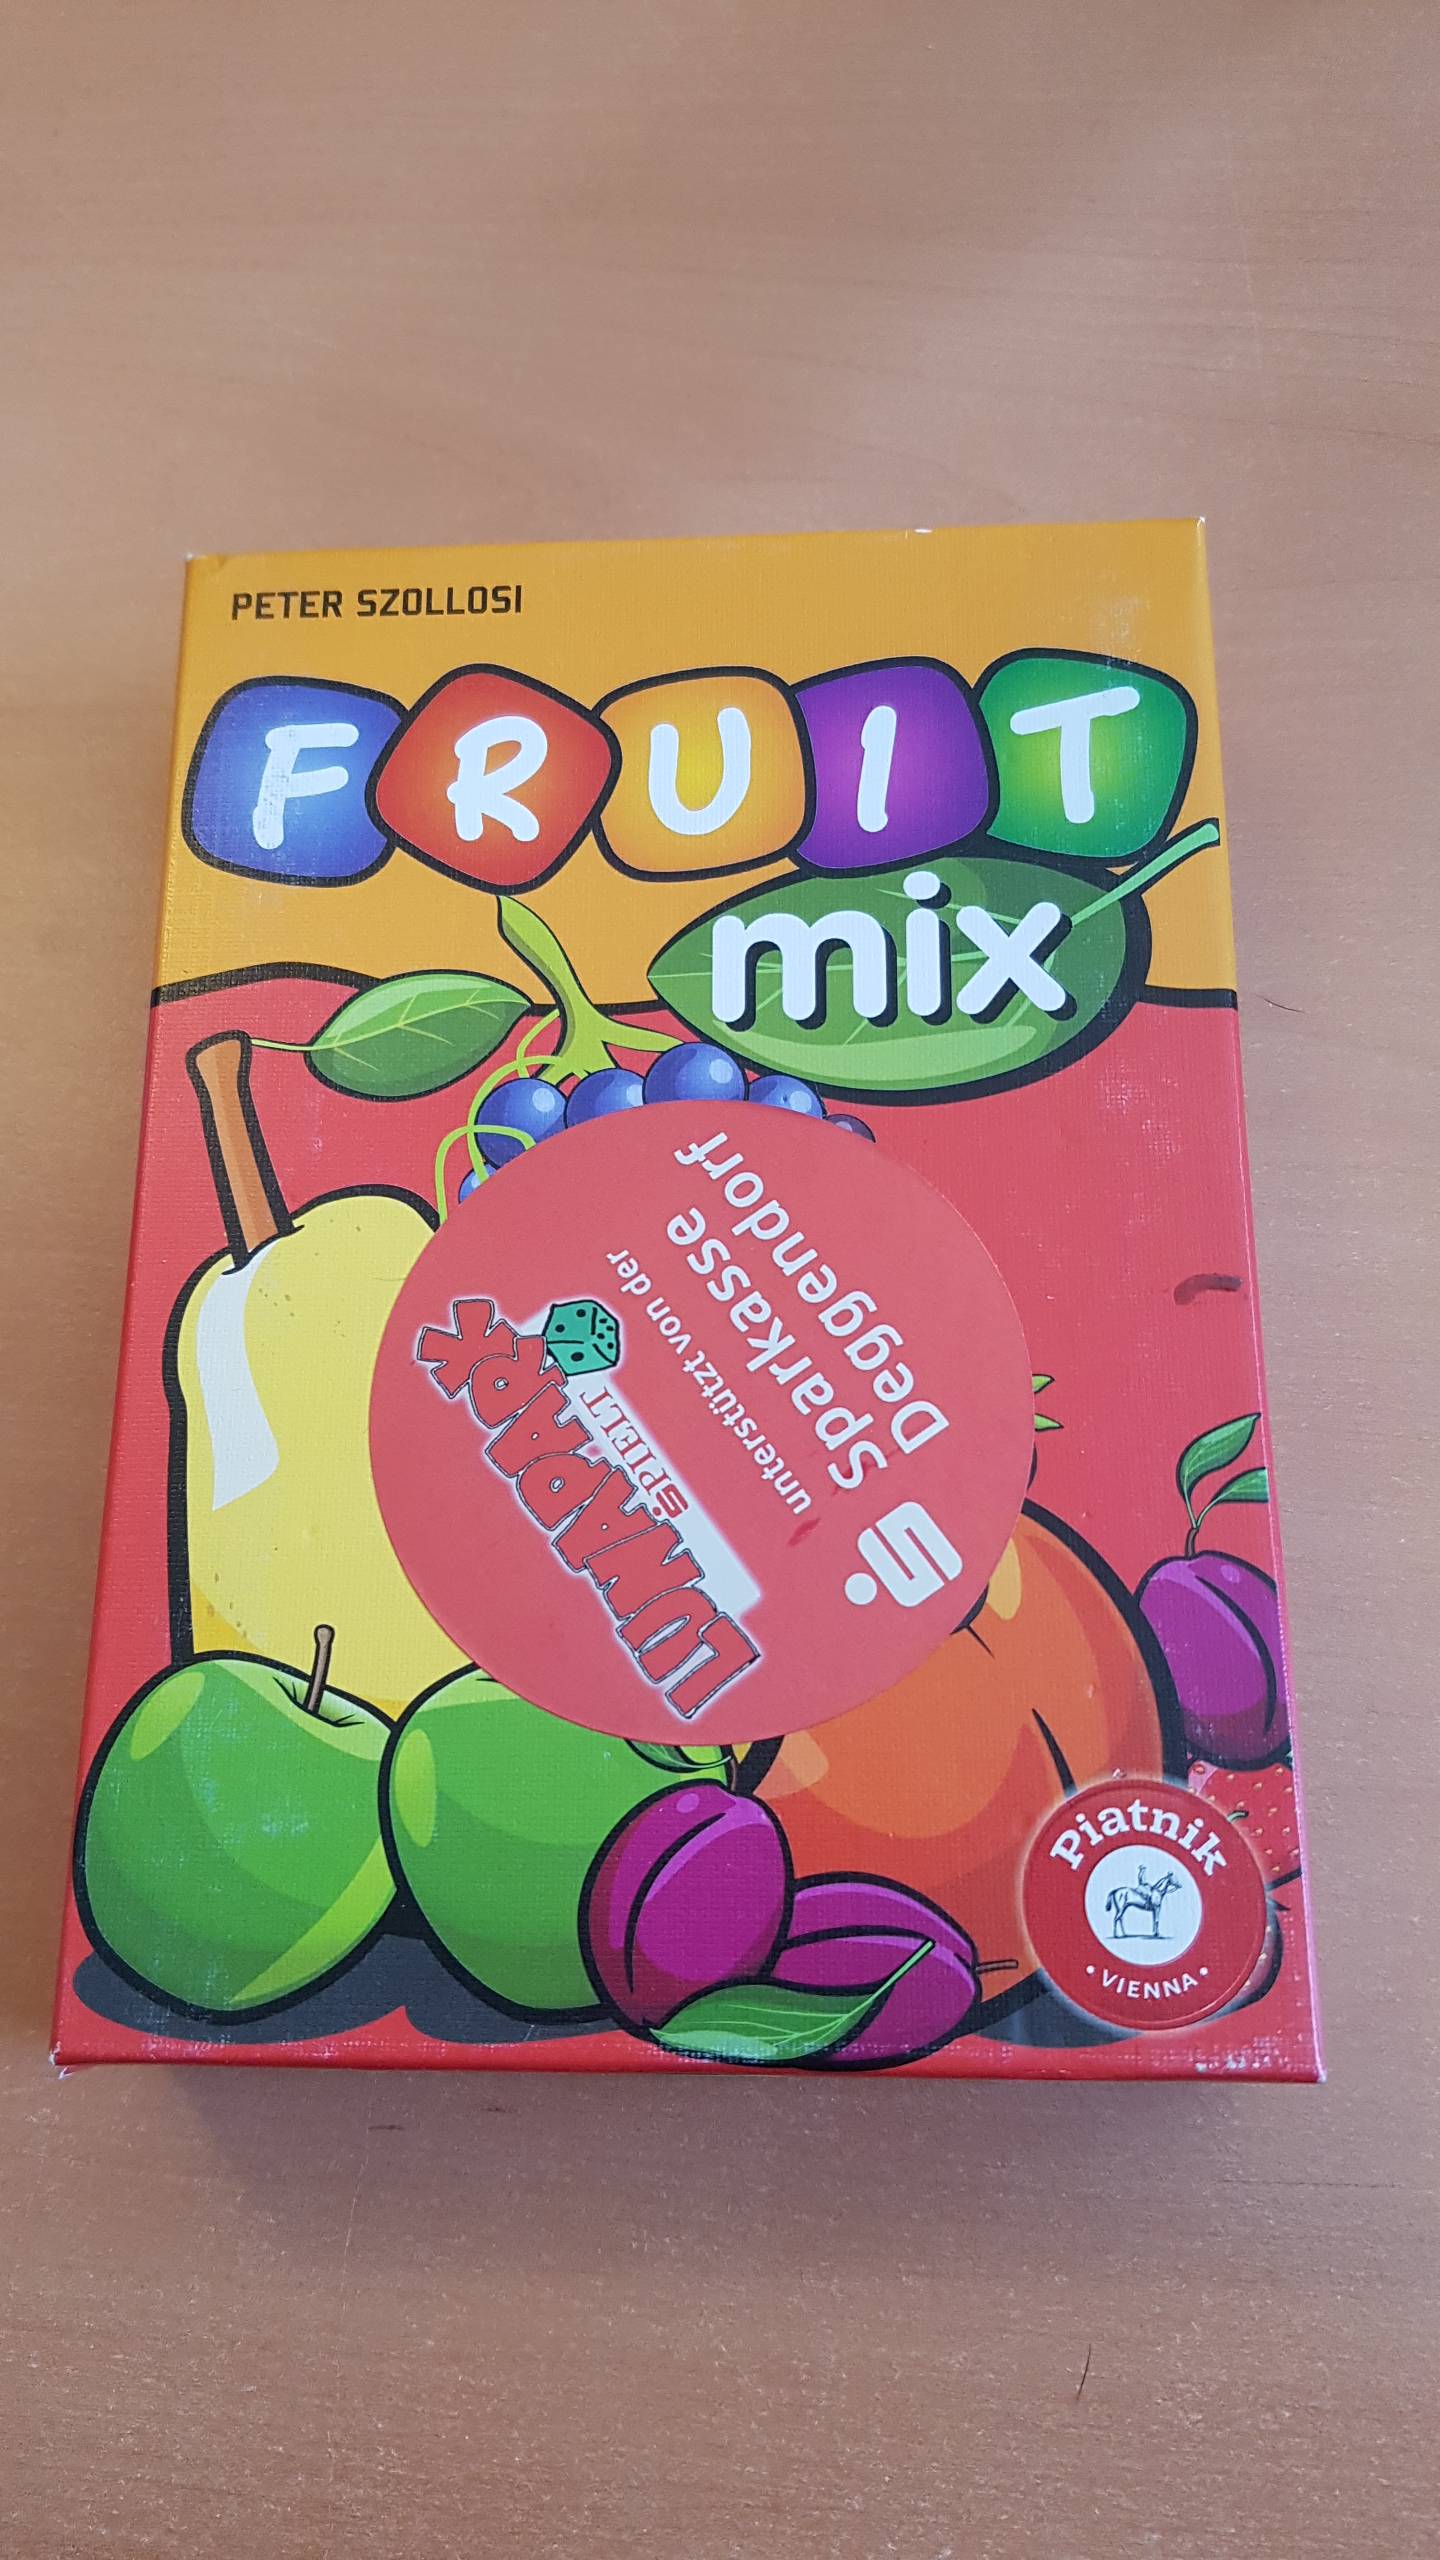 PETER SZOLLOSI
FRUIT
mix
LUNAPARK
SPIELT
unterstützt von der
Sparkasse
Deggendorf
Piatnik
• VIENNA •